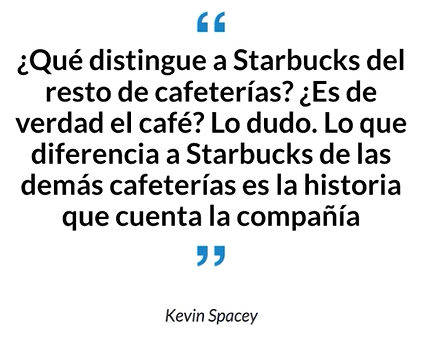 “
¿Qué distingue a Starbucks del
resto de cafeterías? ¿Es de
verdad el café? Lo dudo. Lo que
diferencia a Starbucks de las
demás cafeterías es la historia
que cuenta la compañía
”
Kevin Spacey